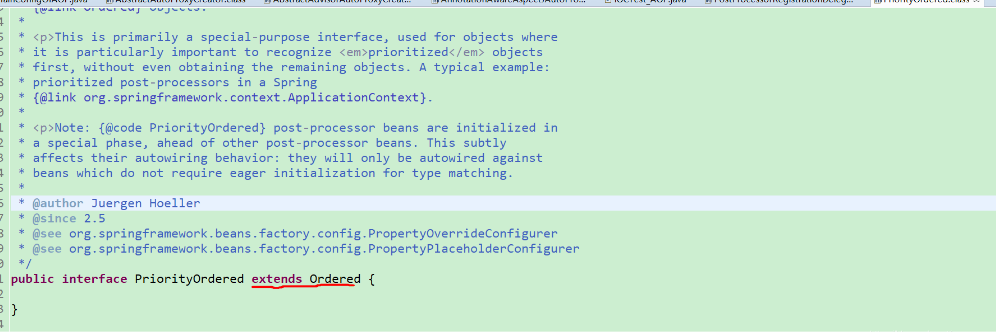 {@link Ordered} objects.
*
* <p>This is primarily a special-purpose interface, used for objects where
* it is particularly important to recognize <em>prioritized</em> objects
* first, without even obtaining the remaining objects. A typical example:
* prioritized post-processors in a Spring
* {@link org.springframework.context.ApplicationContext}.
*
* <p>Note: {@code PriorityOrdered} post-processor beans are initialized in
* a special phase, ahead of other post-processor beans. This subtly
* affects their autowiring behavior: they will only be autowired against
* beans which do not require eager initialization for type matching.
*
* @author Juergen Hoeller
* @since 2.5
* @see org.springframework.beans.factory.config.PropertyOverrideConfigurer
* @see org.springframework.beans.factory.config.PropertyPlaceholderConfigurer
*/
public interface PriorityOrdered extends Ordered {
}